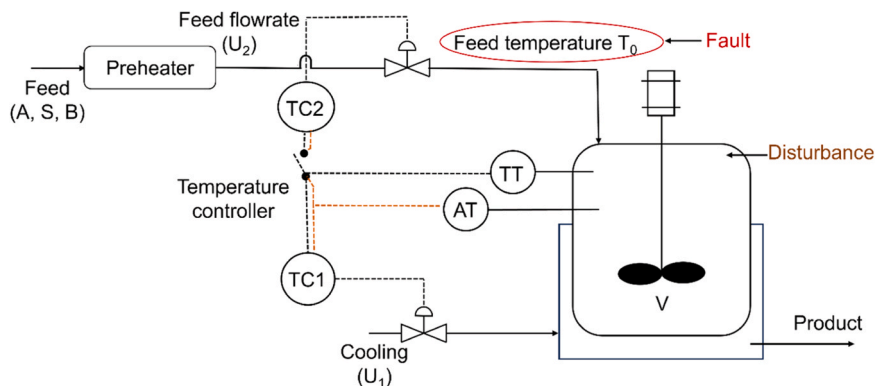 Feed flowrate
(U2)
Feed temperature T0
Fault
Preheater
Feed
(A, S, B)
TC2
Disturbance
TT
Temperature
controller
AT
TC1
V
Product
Cooling
(U1)